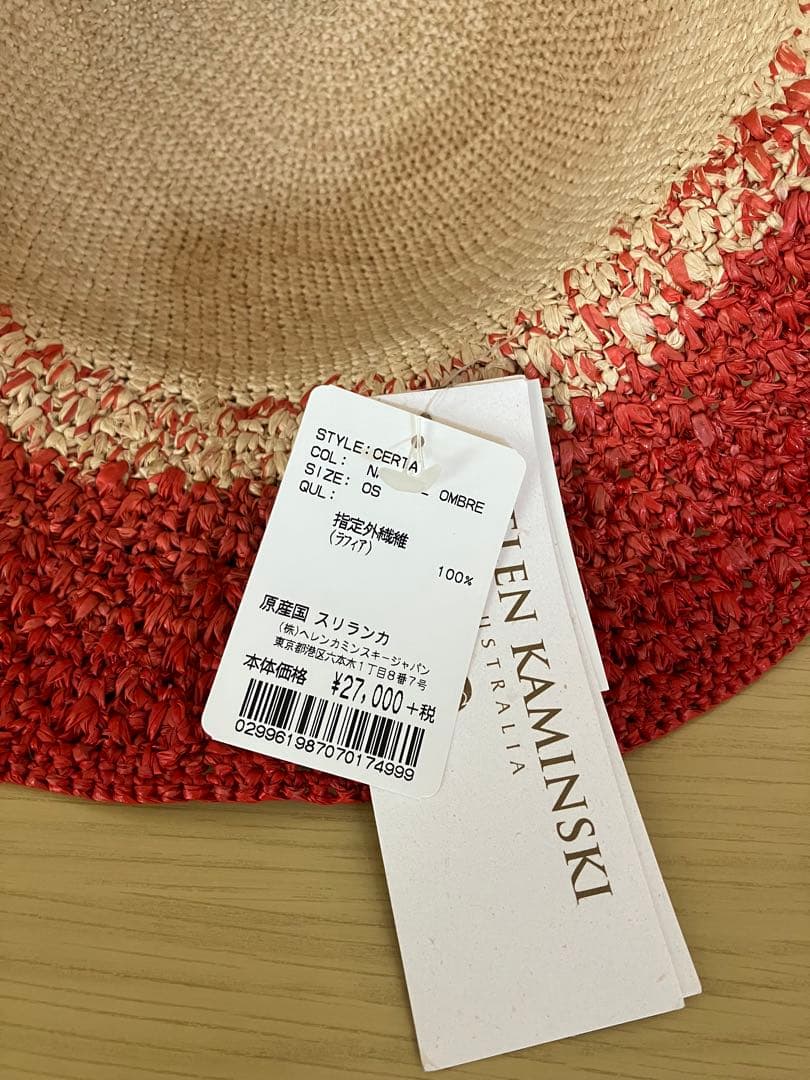 STYLE:CERTA
COL: OMBRE
SIZE: OS
QUL:
指定外繊維
(ラフィア)
100%
原産国 スリランカ
(株)ヘレンカミンスキージャパン
東京都港区六本木1丁目8番7号
本体価格 ¥27,000+税
029961987070174999
KAMINSKI